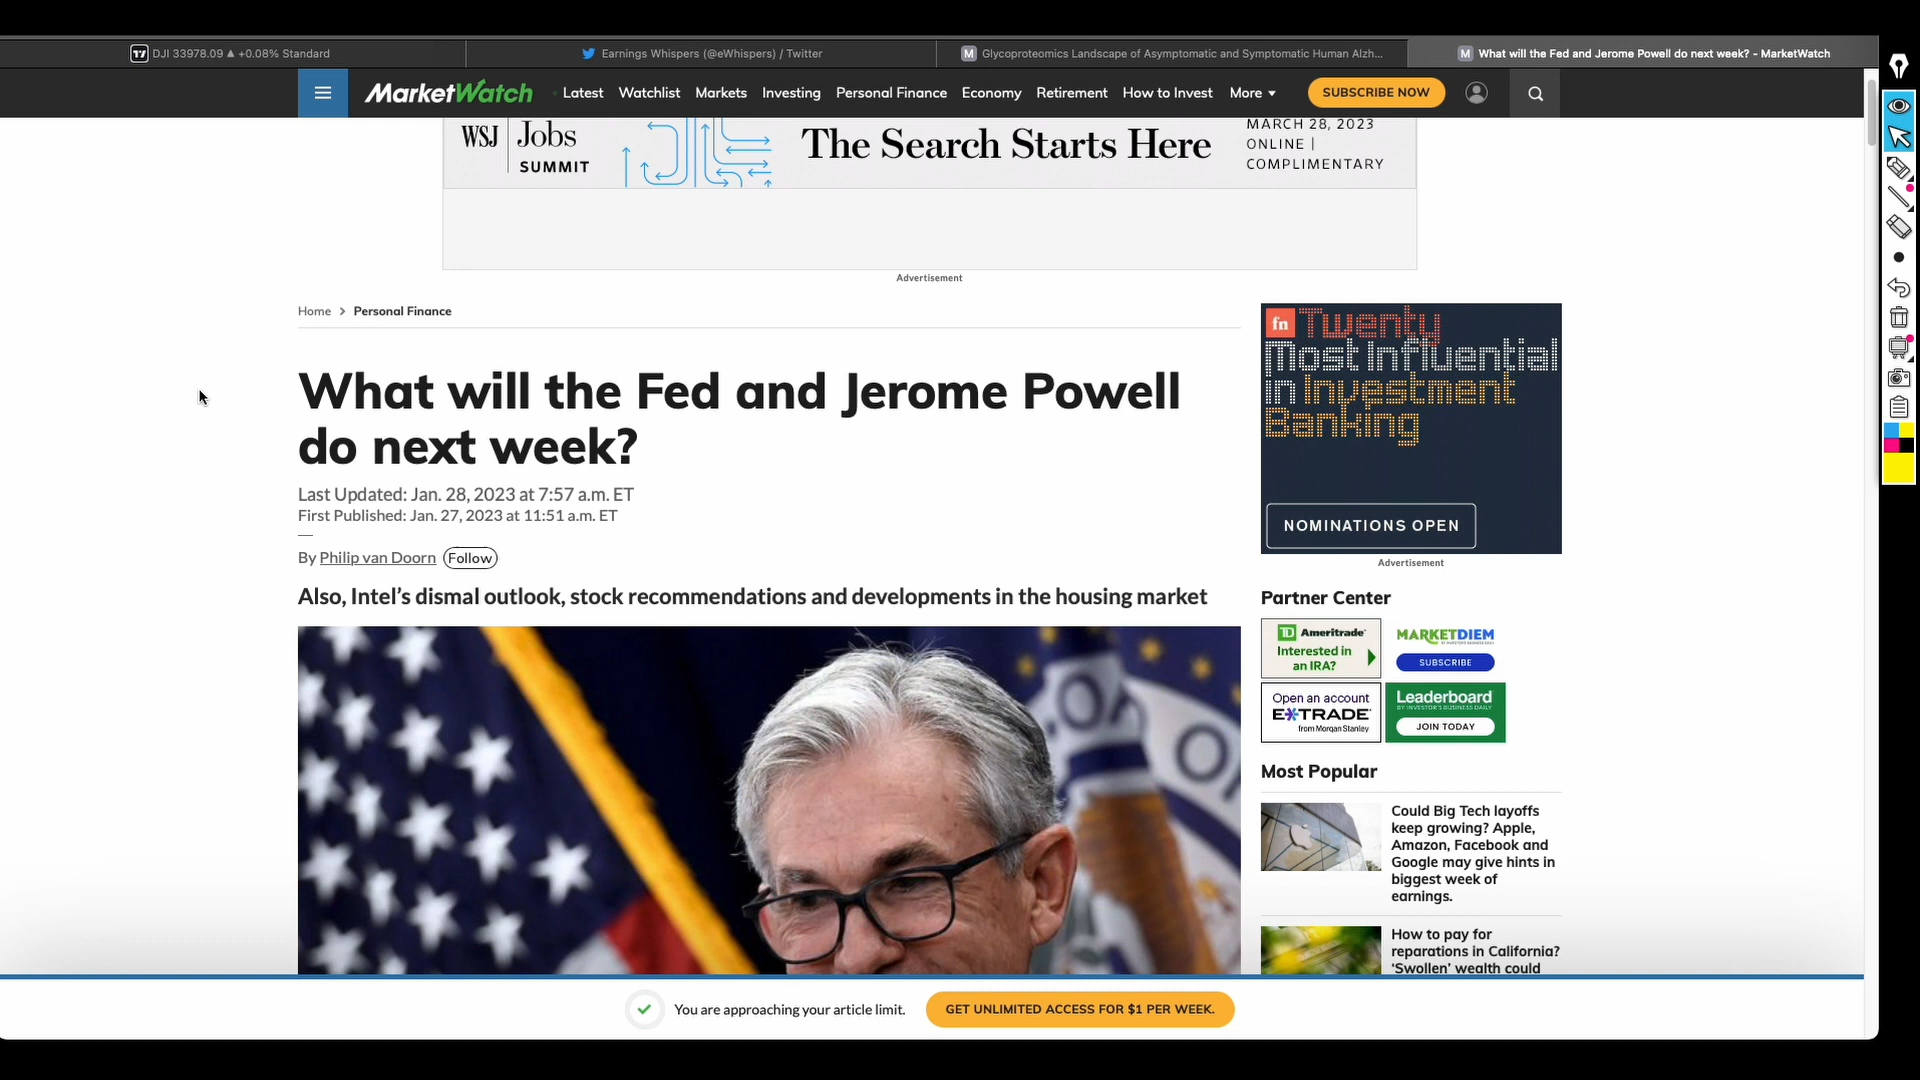 DJI 33978.09 ▲ +0.08% Standard
Earnings Whispers (@eWhispers) / Twitter
Glycoproteomics Landscape of Asymptomatic and Symptomatic Human Alzh...
What will the Fed and Jerome Powell do next week? - MarketWatch
MarketWatch
Latest
Watchlist
Markets
Investing
Personal Finance
Economy
Retirement
How to Invest
More
SUBSCRIBE NOW
WSJ Jobs
SUMMIT
The Search Starts Here
MARCH 28, 2023
ONLINE |
COMPLIMENTARY
Advertisement
Home > Personal Finance
What will the Fed and Jerome Powell
do next week?
Last Updated: Jan. 28, 2023 at 7:57 a.m. ET
First Published: Jan. 27, 2023 at 11:51 a.m. ET
By Philip van Doorn Follow
Also, Intel’s dismal outlook, stock recommendations and developments in the housing market
fn Twenty
Most Influential
in Investment
Banking
NOMINATIONS OPEN
Advertisement
Partner Center
TD Ameritrade
Interested in
an IRA?
MARKETDIEM
BY INVESTOR'S BUSINESS DAILY
SUBSCRIBE
Open an account
E*TRADE
from Morgan Stanley
Leaderboard
BY INVESTOR'S BUSINESS DAILY
JOIN TODAY
Most Popular
Could Big Tech layoffs
keep growing? Apple,
Amazon, Facebook and
Google may give hints in
biggest week of
earnings.
How to pay for
reparations in California?
‘Swollen’ wealth could
You are approaching your article limit.
GET UNLIMITED ACCESS FOR $1 PER WEEK.